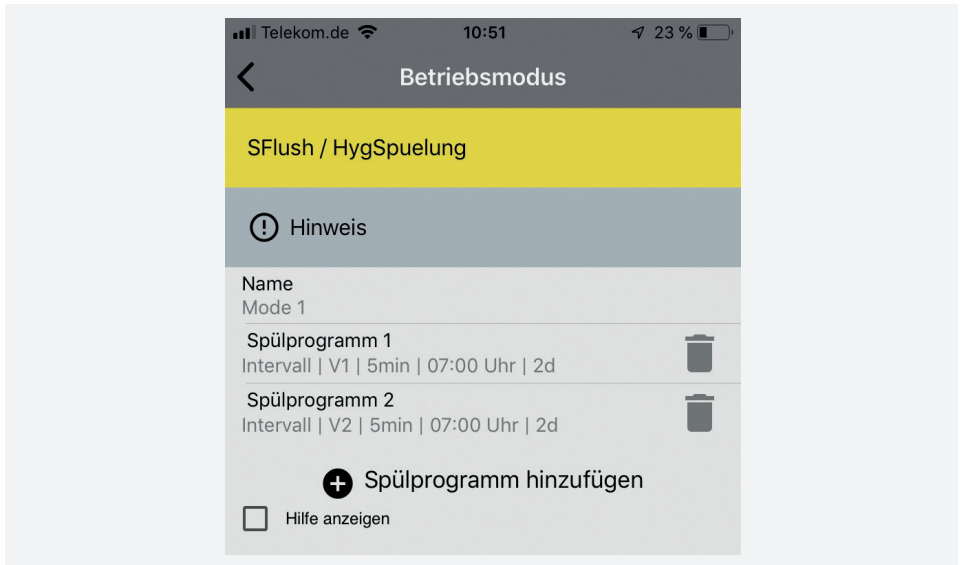 Telekom.de 10:51 23 %
Betriebsmodus
SFlush / HygSpuelung
Hinweis
Name
Mode 1
Spülprogramm 1
Intervall | V1 | 5min | 07:00 Uhr | 2d
Spülprogramm 2
Intervall | V2 | 5min | 07:00 Uhr | 2d
Spülprogramm hinzufügen
Hilfe anzeigen